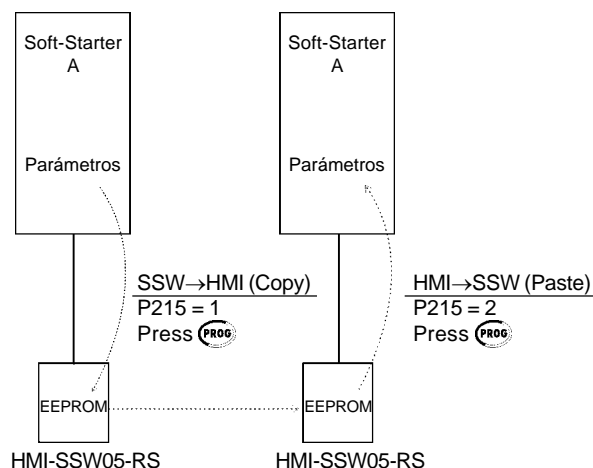 Soft-Starter
A
Parámetros
SSW→HMI (Copy)
P215 = 1
Press PROG
EEPROM
HMI-SSW05-RS
Soft-Starter
A
Parámetros
HMI→SSW (Paste)
P215 = 2
Press PROG
EEPROM
HMI-SSW05-RS